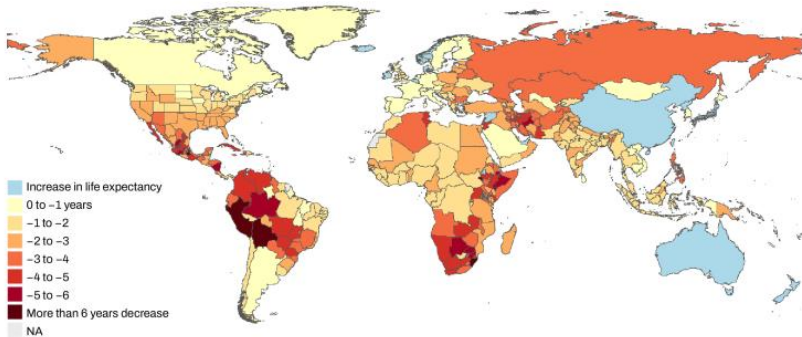 Increase in life expectancy
0 to −1 years
−1 to −2
−2 to −3
−3 to −4
−4 to −5
−5 to −6
More than 6 years decrease
NA